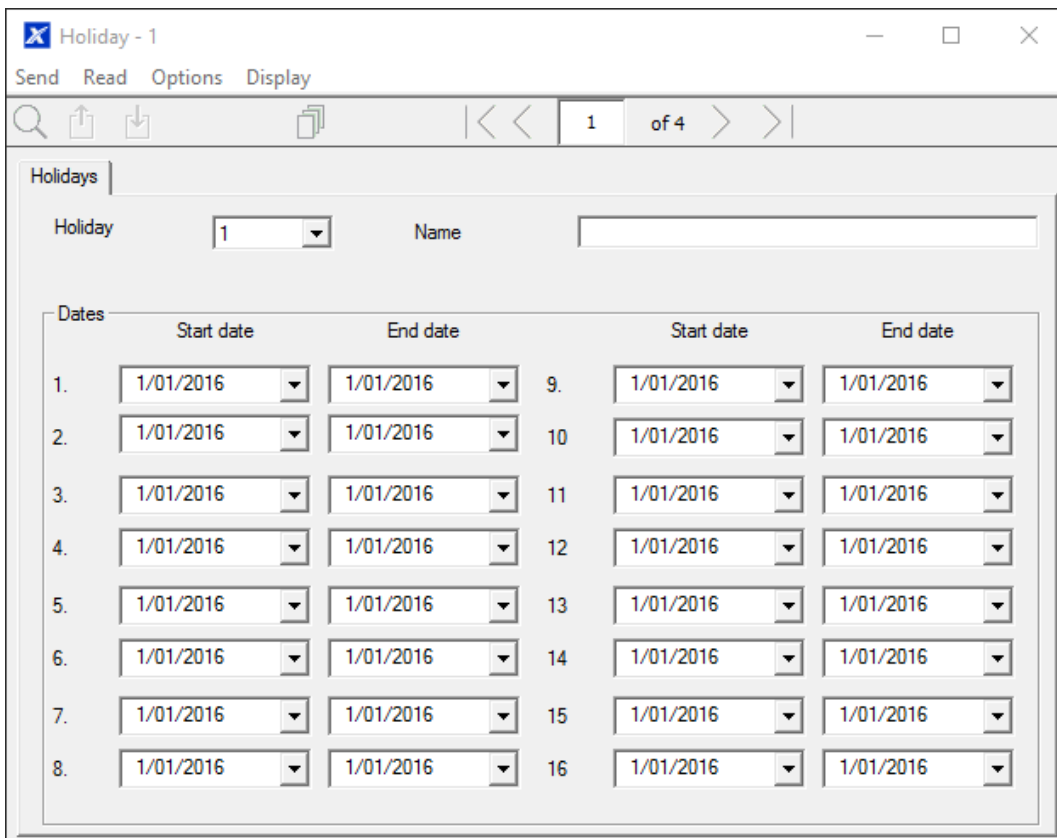 Holiday - 1
Send Read Options Display
1 of 4
Holidays
Holiday 1 Name
Dates
Start date End date Start date End date
1. 1/01/2016 1/01/2016 9. 1/01/2016 1/01/2016
2. 1/01/2016 1/01/2016 10 1/01/2016 1/01/2016
3. 1/01/2016 1/01/2016 11 1/01/2016 1/01/2016
4. 1/01/2016 1/01/2016 12 1/01/2016 1/01/2016
5. 1/01/2016 1/01/2016 13 1/01/2016 1/01/2016
6. 1/01/2016 1/01/2016 14 1/01/2016 1/01/2016
7. 1/01/2016 1/01/2016 15 1/01/2016 1/01/2016
8. 1/01/2016 1/01/2016 16 1/01/2016 1/01/2016